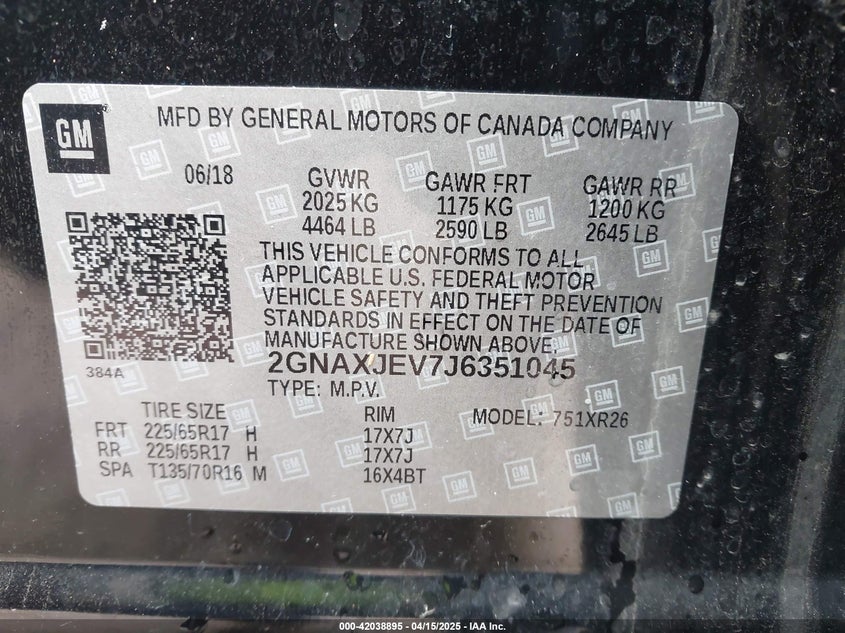 GM
MFD BY GENERAL MOTORS OF CANADA COMPANY
06/18 GVWR GAWR FRT GAWR RR
2025 KG 1175 KG 1200 KG
4464 LB 2590 LB 2645 LB
THIS VEHICLE CONFORMS TO ALL
APPLICABLE U.S. FEDERAL MOTOR
VEHICLE SAFETY AND THEFT PREVENTION
STANDARDS IN EFFECT ON THE DATE OF
MANUFACTURE SHOWN ABOVE.
384A
2GNAXJEV7J6351045
TYPE: M.P.V.
TIRE SIZE RIM MODEL: 751XR26
FRT 225/65R17 H 17X7J
RR 225/65R17 H 17X7J
SPA T135/70R16 M 16X4BT
000-42038895 - 04/15/2025 - IAA Inc.